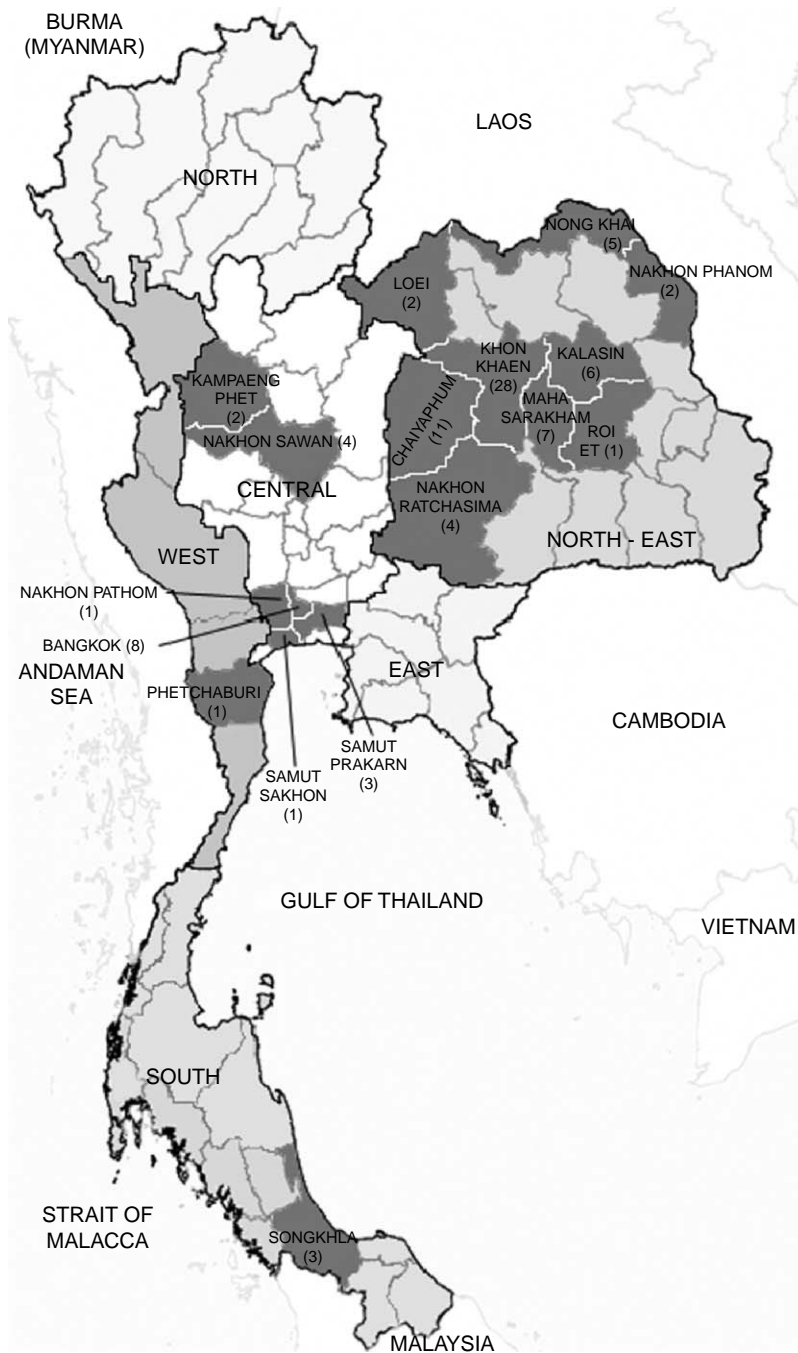 BURMA
(MYANMAR)
LAOS
NORTH
NONG KHAI
(5)
NAKHON PHANOM
(2)
LOEI
(2)
KHON
KHAEN
(28)
KALASIN
(6)
KAMPAENG
PHET
(2)
CHAIYAPHUM
(11)
MAHA
SARAKHAM
(7)
ROI
ET (1)
NAKHON SAWAN (4)
CENTRAL
NAKHON
RATCHASIMA
(4)
NORTH - EAST
WEST
NAKHON PATHOM
(1)
BANGKOK (8)
ANDAMAN
SEA
PHETCHABURI
(1)
EAST
CAMBODIA
SAMUT
PRAKARN
(3)
SAMUT
SAKHON
(1)
GULF OF THAILAND
VIETNAM
SOUTH
STRAIT OF
MALACCA
SONGKHLA
(3)
MALAYSIA